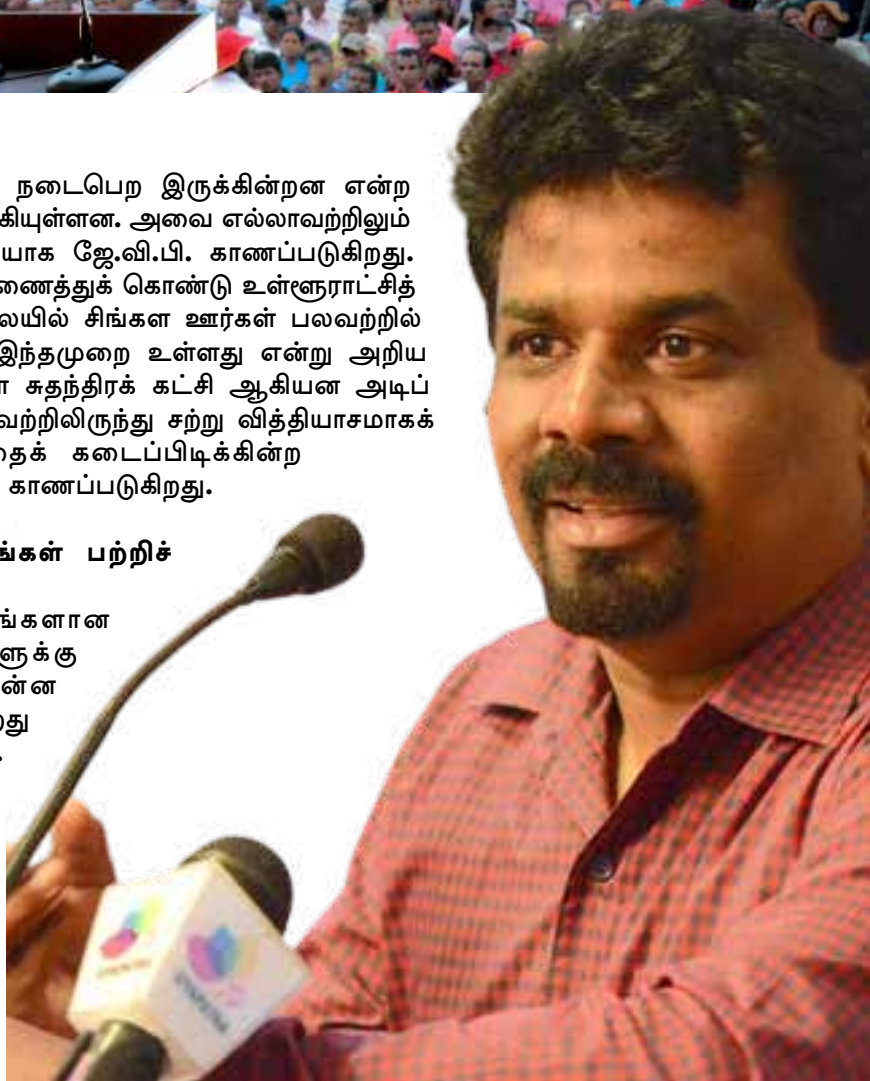 நடைபெற இருக்கின்றன என்ற
கியுள்ளன. அவை எல்லாவற்றிலும்
யாக ஜே.வி.பி. காணப்படுகிறது.
ணைத்துக் கொண்டு உள்ளூராட்சித்
லையில் சிங்கள ஊர்கள் பலவற்றில்
இந்தமுறை உள்ளது என்று அறிய
ா சுதந்திரக் கட்சி ஆகியன அடிப்
வற்றிலிருந்து சற்று வித்தியாசமாகக்
தைக் கடைப்பிடிக்கின்ற
காணப்படுகிறது.
ங்கள் பற்றிச்
ங்களான
ளுக்கு
ன்ன
றது